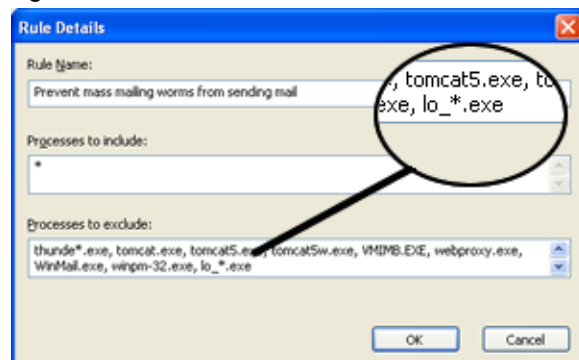 Rule Details
Rule Name:
Prevent mass mailing worms from sending mail
, tomcat5.exe, to
exe, lo_*.exe
Processes to include:
*
Processes to exclude:
thunde*.exe, tomcat.exe, tomcat5.exe, tomcat5w.exe, VMIMB.EXE, webproxy.exe,
WinMail.exe, winpm-32.exe, lo_*.exe
OK
Cancel